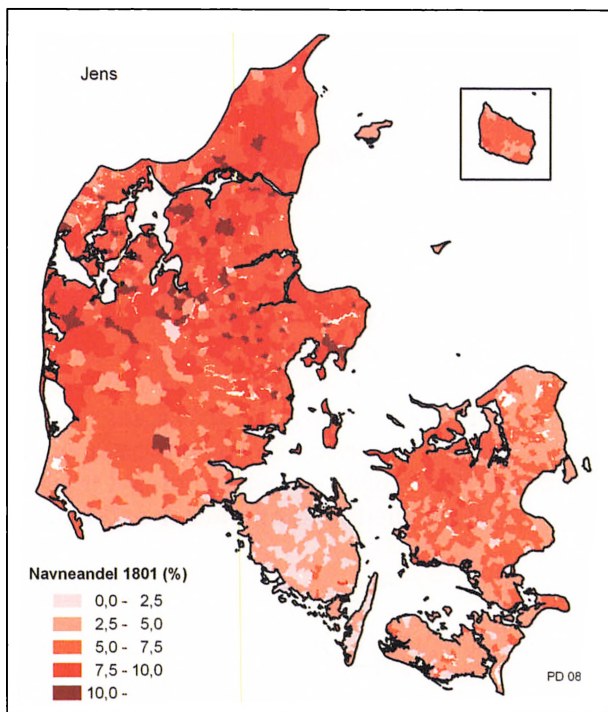 Jens
Navneandel 1801 (%)
0,0 - 2,5
2,5 - 5,0
5,0 - 7,5
7,5 - 10,0
10,0 -
PD 08